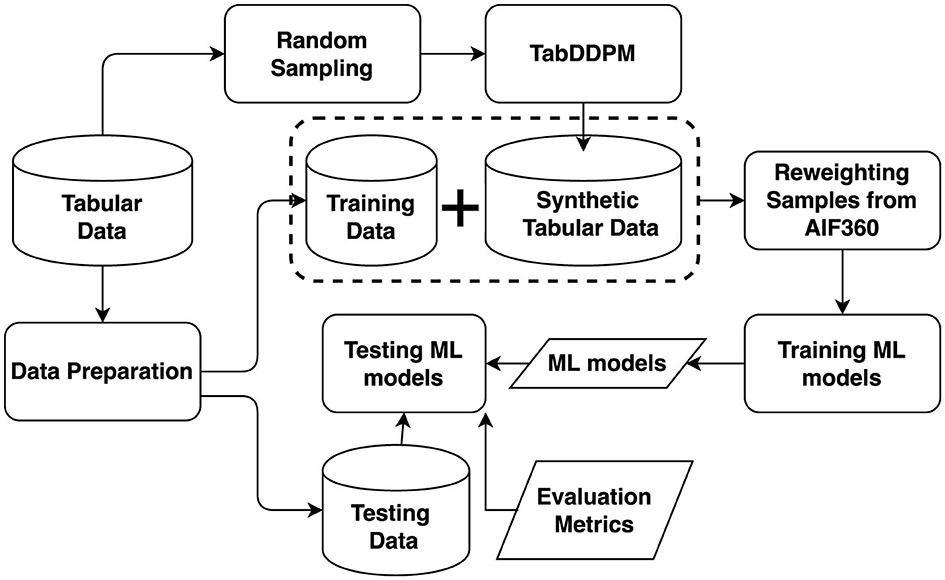 Random
Sampling
TabDDPM
Tabular
Data
Training
Data
+
Synthetic
Tabular Data
Reweighting
Samples from
AIF360
Data Preparation
Testing ML
models
ML models
Training ML
models
Testing
Data
Evaluation
Metrics